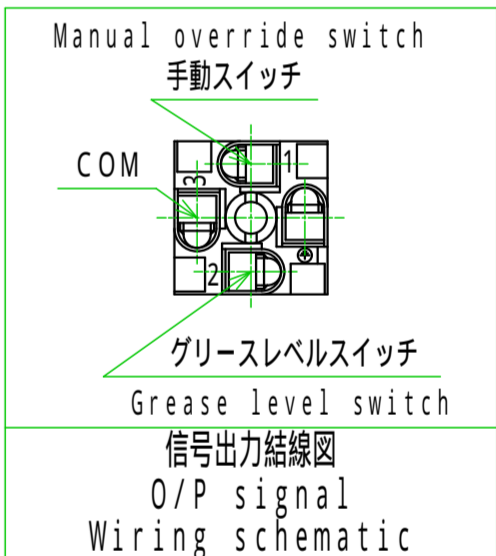 Manual override switch
手動スイッチ
COM
1
3
2
グリースレベルスイッチ
Grease level switch
信号出力結線図
O/P signal
Wiring schematic